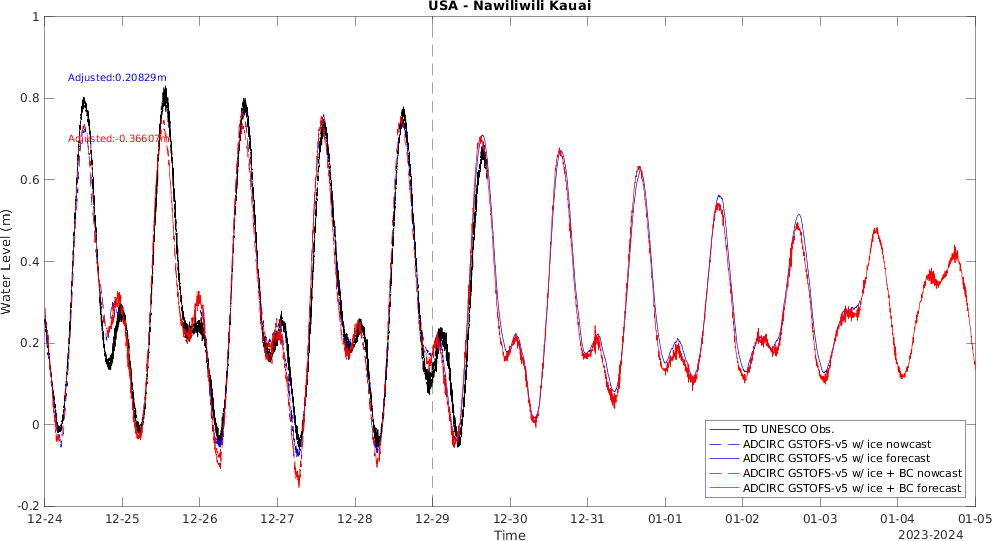 USA - Nawiliwili Kauai
1
0.8
0.6
0.4
0.2
0
-0.2
Water Level (m)
Adjusted:0.20829m
Adjusted:-0.36607m
TD UNESCO Obs.
ADCIRC GSTOFS-v5 w/ ice nowcast
ADCIRC GSTOFS-v5 w/ ice forecast
ADCIRC GSTOFS-v5 w/ ice + BC nowcast
ADCIRC GSTOFS-v5 w/ ice + BC forecast
12-24 12-25 12-26 12-27 12-28 12-29 12-30 12-31 01-01 01-02 01-03 01-04 01-05
Time
2023-2024